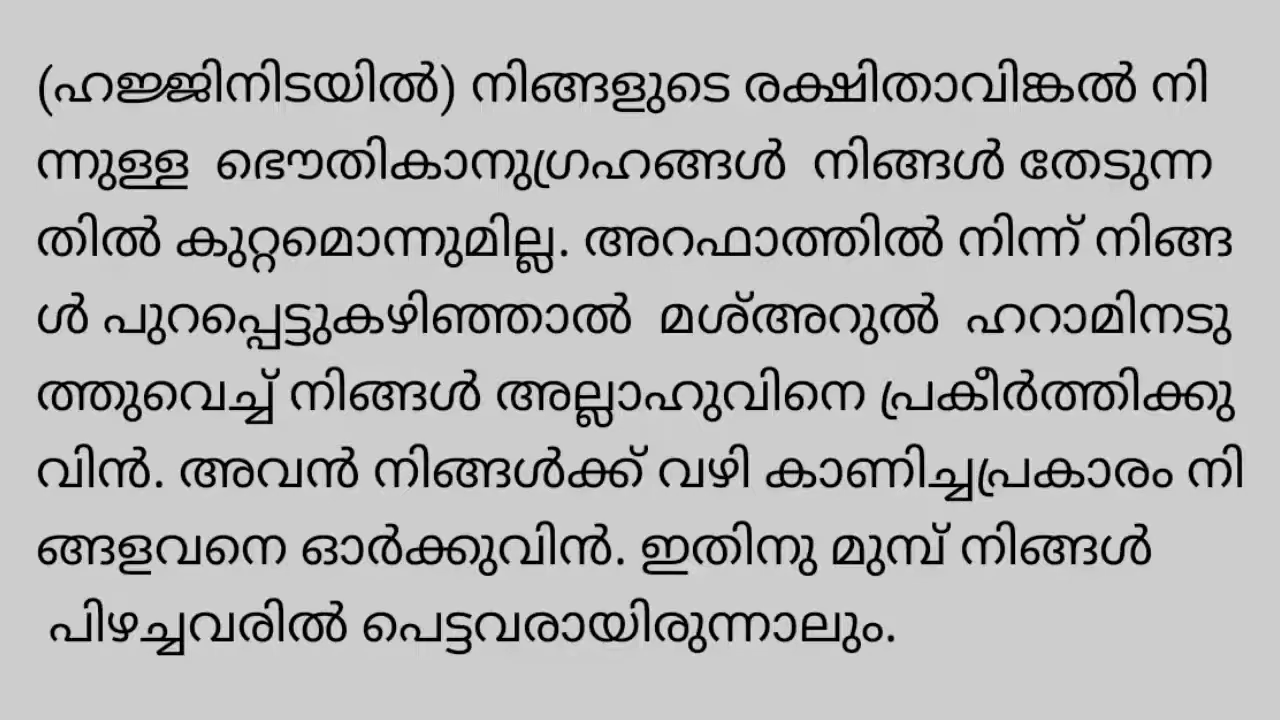 (ഹജ്ജിനിടയിൽ) നിങ്ങളുടെ രക്ഷിതാവിങ്കൽ നി
ന്നുള്ള ഭൌതികാനുഗ്രഹങ്ങൾ നിങ്ങൾ തേടുന്ന
തിൽ കുറ്റമൊന്നുമില്ല. അറഫാത്തിൽ നിന്ന് നിങ്ങ
ൾ പുറപ്പെട്ടുകഴിഞ്ഞാൽ മശ്അറുൽ ഹറാമിനടു
ത്തുവെച്ച് നിങ്ങൾ അല്ലാഹുവിനെ പ്രകീർത്തിക്കു
വിൻ. അവൻ നിങ്ങൾക്ക് വഴി കാണിച്ചപ്രകാരം നി
ങ്ങളവനെ ഓർക്കുവിൻ. ഇതിനു മുമ്പ് നിങ്ങൾ
പിഴച്ചവരിൽ പെട്ടവരായിരുന്നാലും.